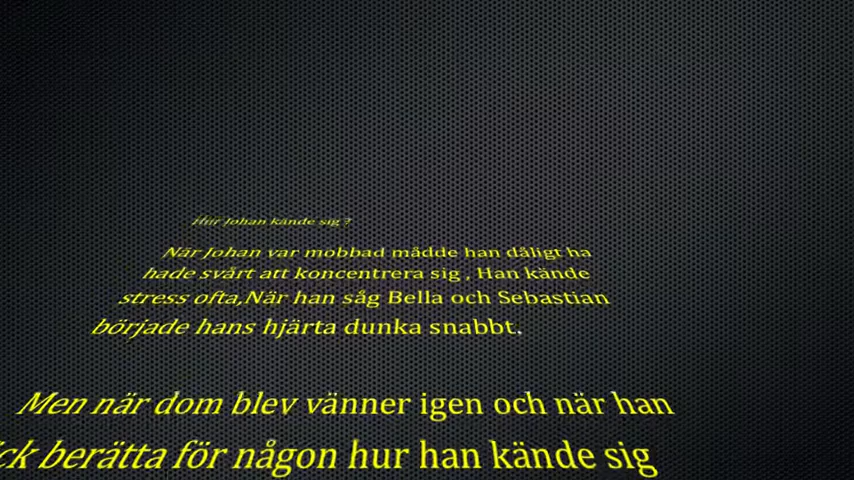 Hur Johan kände sig ?
När Johan var mobbad mådde han dåligt ha
hade svårt att koncentrera sig , Han kände
stress ofta,När han såg Bella och Sebastian
började hans hjärta dunka snabbt.
Men när dom blev vänner igen och när han
berätta för någon hur han kände sig